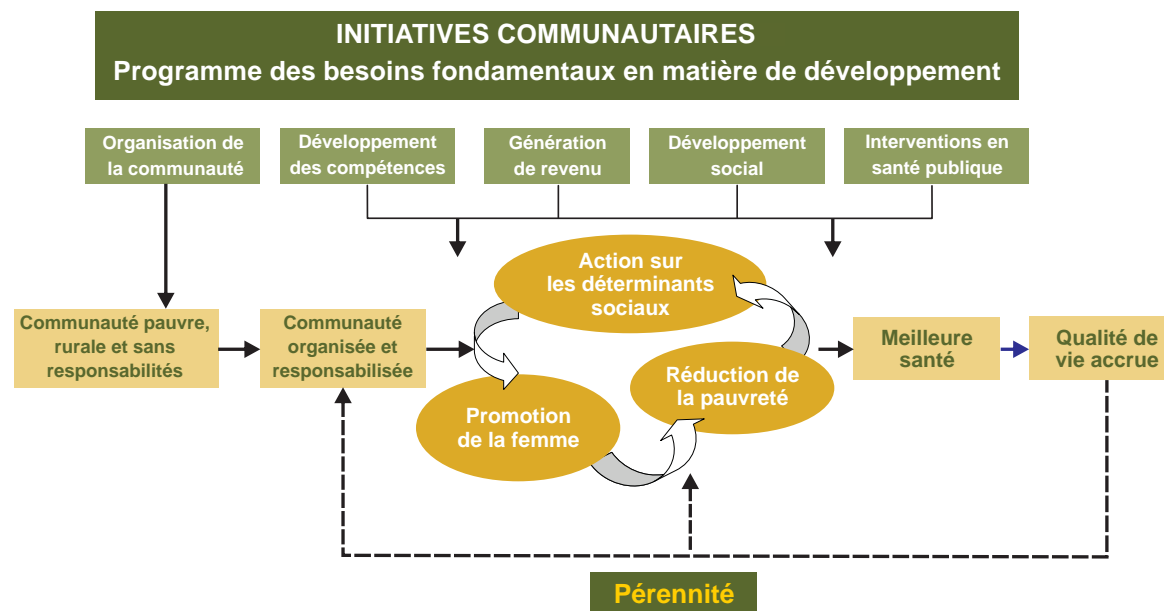 INITIATIVES COMMUNAUTAIRES
Programme des besoins fondamentaux en matière de développement
Organisation de
la communauté
Développement
des compétences
Génération
de revenu
Développement
social
Interventions en
santé publique
Action sur
les déterminants
sociaux
Communauté pauvre,
rurale et sans
responsabilités
Communauté
organisée et
responsabilisée
Promotion
de la femme
Réduction de
la pauvreté
Meilleure
santé
Qualité de
vie accrue
Pérennité